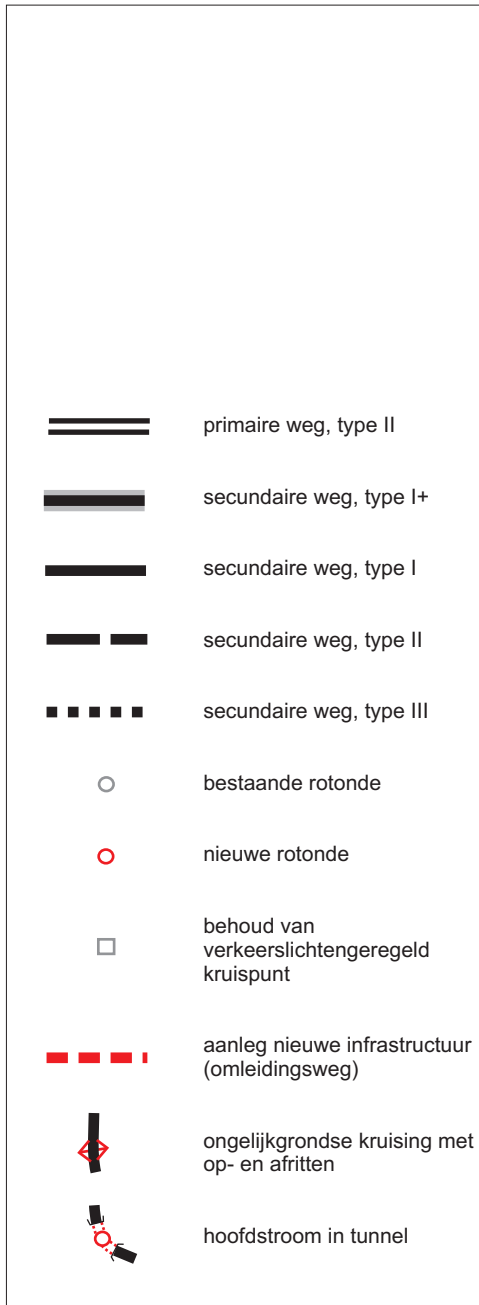 primaire weg, type II
secundaire weg, type I+
secundaire weg, type I
secundaire weg, type II
secundaire weg, type III
bestaande rotonde
nieuwe rotonde
behoud van
verkeerslichtengeregeld
kruispunt
aanleg nieuwe infrastructuur
(omleidingsweg)
ongelijkgrondse kruising met
op- en afritten
hoofdstroom in tunnel